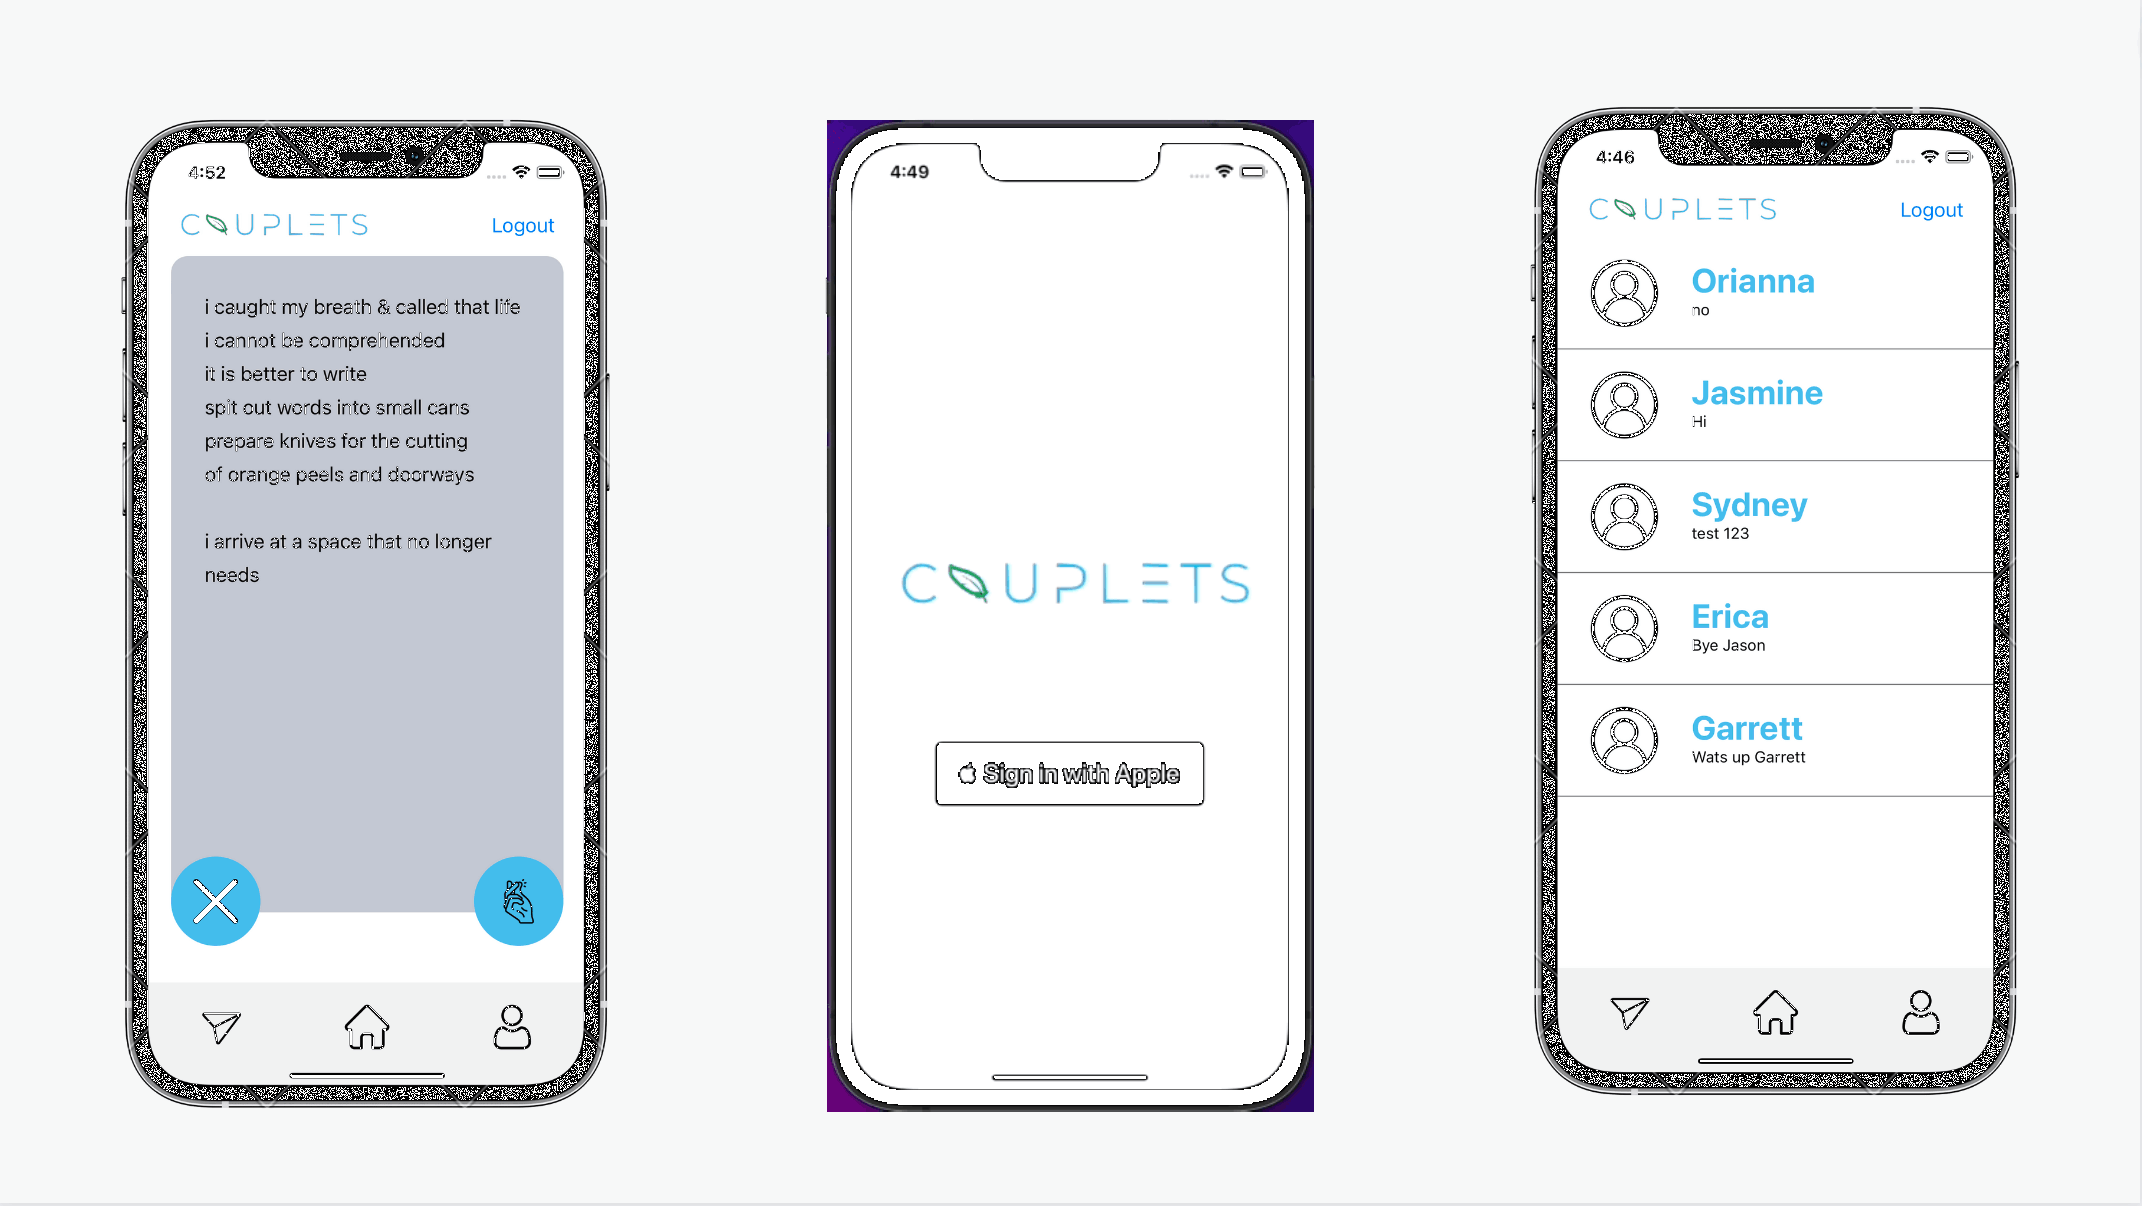 4:52
COUPLETS
Logout
i caught my breath & called that life
i cannot be comprehended
it is better to write
spit out words into small cans
prepare knives for the cutting
of orange peels and doorways
i arrive at a space that no longer
needs
4:49
COUPLETS
Sign in with Apple
4:46
COUPLETS
Logout
Orianna
no
Jasmine
Hi
Sydney
test 123
Erica
Bye Jason
Garrett
Wats up Garrett